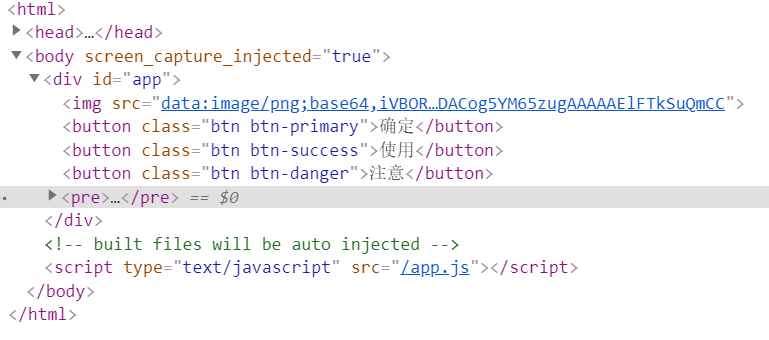 <html>
▶<head>…</head>
▼<body screen_capture_injected="true">
▼<div id="app">
<img src="data:image/png;base64,iVBOR…DACog5YM65zugAAAAAElFTkSuQmCC">
<button class="btn btn-primary">确定</button>
<button class="btn btn-success">使用</button>
<button class="btn btn-danger">注意</button>
▶<pre>…</pre> == $0
</div>
<!-- built files will be auto injected -->
<script type="text/javascript" src="/app.js"></script>
</body>
</html>